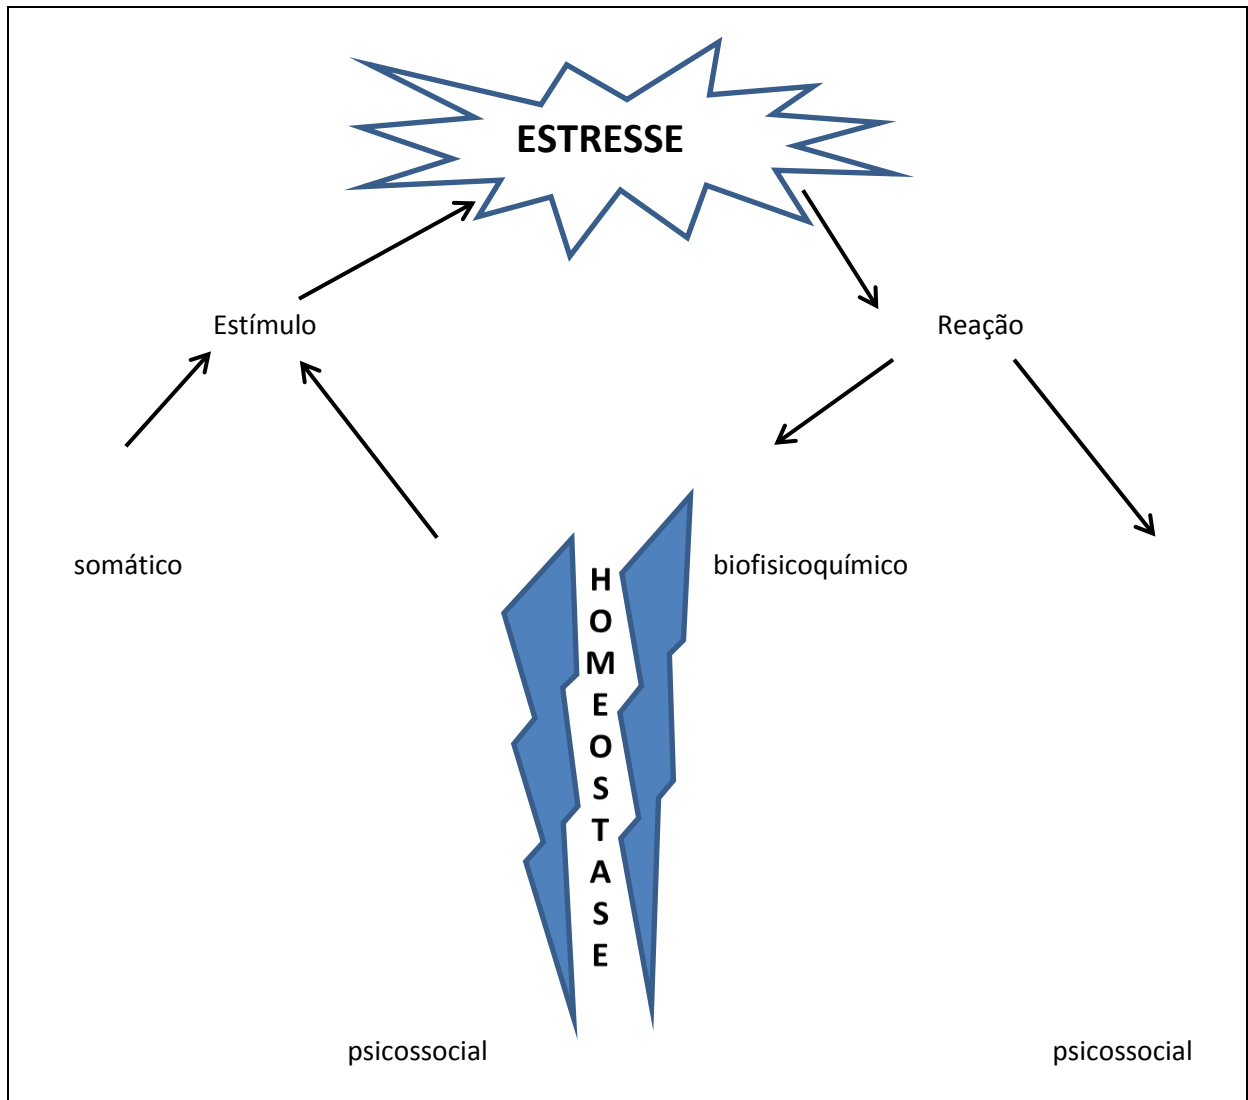 ESTRESSE
Estímulo
Reação
somático
biofisicoquímico
H
O
M
E
O
S
T
A
S
E
psicossocial
psicossocial